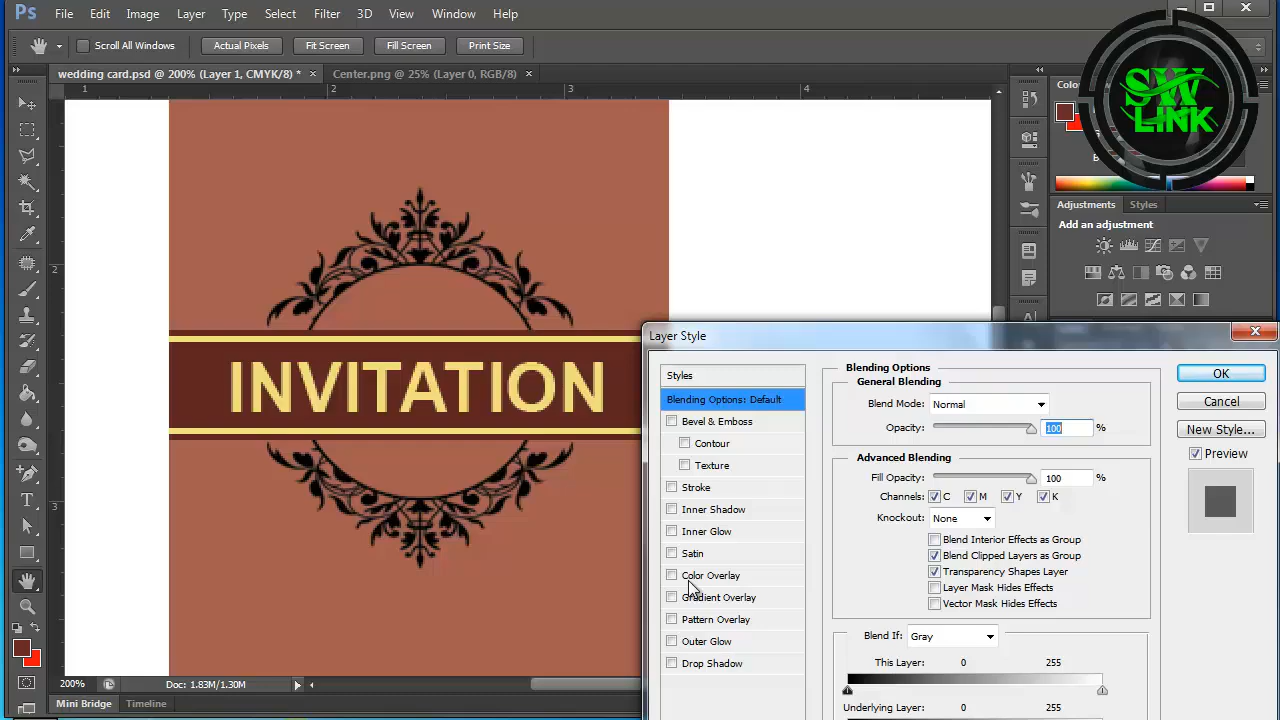 Ps File Edit Image Layer Type Select Filter 3D View Window Help
Scroll All Windows Actual Pixels Fit Screen Fill Screen Print Size
wedding card.psd @ 200% (Layer 1, CMYK/8) * × Center.png @ 25% (Layer 0, RGB/8) ×
1 2 3 4
SW
LINK
Adjustments Styles
Add an adjustment
2
3
INVITATION
Layer Style
Styles
Blending Options: Default
Bevel & Emboss
Contour
Texture
Stroke
Inner Shadow
Inner Glow
Satin
Color Overlay
Gradient Overlay
Pattern Overlay
Outer Glow
Drop Shadow
Blending Options
General Blending
Blend Mode: Normal
Opacity: 100 %
Advanced Blending
Fill Opacity: 100 %
Channels: C M Y K
Knockout: None
Blend Interior Effects as Group
Blend Clipped Layers as Group
Transparency Shapes Layer
Layer Mask Hides Effects
Vector Mask Hides Effects
Blend If: Gray
This Layer: 0 255
Underlying Layer: 0 255
OK
Cancel
New Style...
Preview
200% Doc: 1.83M/1.30M
Mini Bridge Timeline